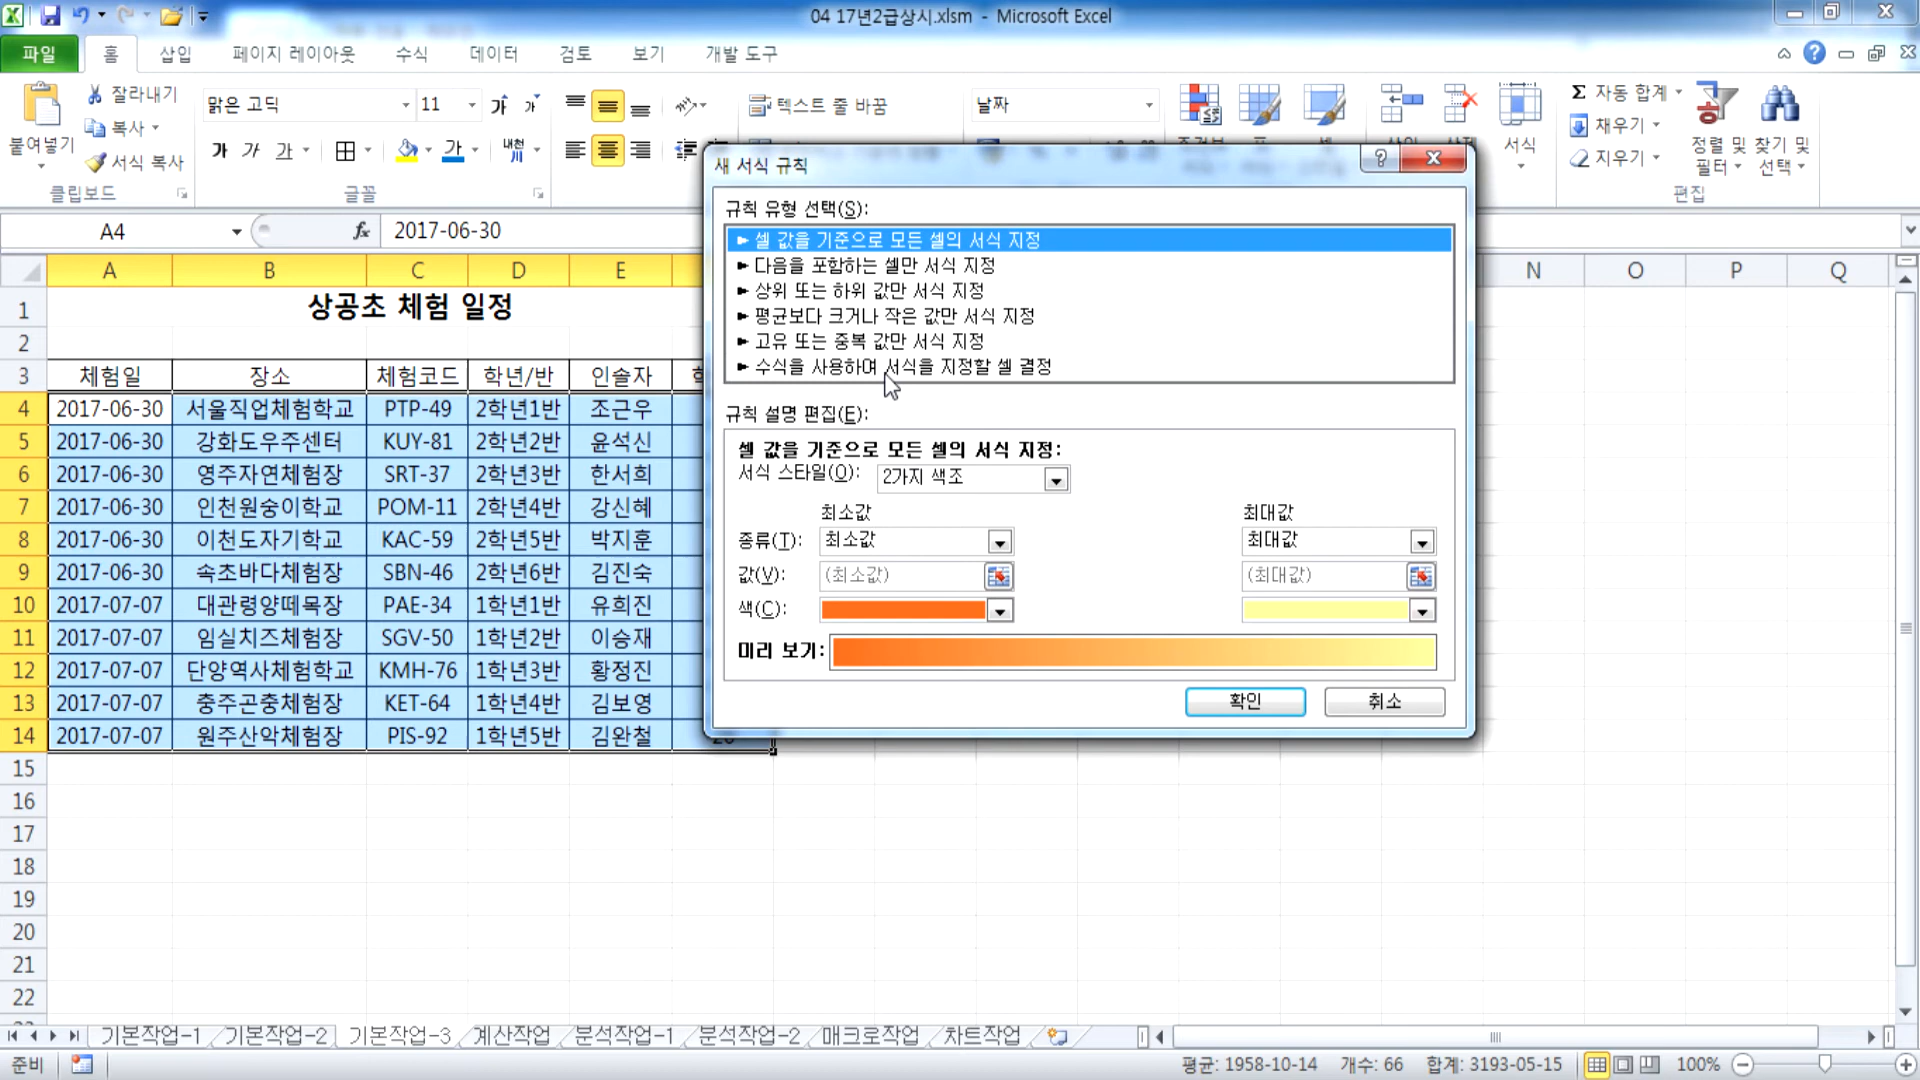 04 17년2급상시.xlsm - Microsoft Excel
파일 홈 삽입 페이지 레이아웃 수식 데이터 검토 보기 개발 도구
붙여넣기
잘라내기
복사
서식 복사
클립보드
맑은 고딕 11
가 가 가 가 내천
글꼴
텍스트 줄 바꿈
날짜
서식
자동 합계
채우기
지우기
정렬 및 필터
찾기 및 선택
편집
A4 fx 2017-06-30
A B C D E N O P Q
1 상공초 체험 일정
2
3 체험일 장소 체험코드 학년/반 인솔자
4 2017-06-30 서울직업체험학교 PTP-49 2학년1반 조근우
5 2017-06-30 강화도우주센터 KUY-81 2학년2반 윤석신
6 2017-06-30 영주자연체험장 SRT-37 2학년3반 한서희
7 2017-06-30 인천원숭이학교 POM-11 2학년4반 강신혜
8 2017-06-30 이천도자기학교 KAC-59 2학년5반 박지훈
9 2017-06-30 속초바다체험장 SBN-46 2학년6반 김진숙
10 2017-07-07 대관령양떼목장 PAE-34 1학년1반 유희진
11 2017-07-07 임실치즈체험장 SGV-50 1학년2반 이승재
12 2017-07-07 단양역사체험학교 KMH-76 1학년3반 황정진
13 2017-07-07 충주곤충체험장 KET-64 1학년4반 김보영
14 2017-07-07 원주산악체험장 PIS-92 1학년5반 김완철
15
16
17
18
19
20
21
22
새 서식 규칙
규칙 유형 선택(S):
► 셀 값을 기준으로 모든 셀의 서식 지정
► 다음을 포함하는 셀만 서식 지정
► 상위 또는 하위 값만 서식 지정
► 평균보다 크거나 작은 값만 서식 지정
► 고유 또는 중복 값만 서식 지정
► 수식을 사용하여 서식을 지정할 셀 결정
규칙 설명 편집(E):
셀 값을 기준으로 모든 셀의 서식 지정:
서식 스타일(O): 2가지 색조
최소값 최대값
종류(T): 최소값 최대값
값(V): (최소값) (최대값)
색(C):
미리 보기:
확인 취소
기본작업-1 기본작업-2 기본작업-3 계산작업 분석작업-1 분석작업-2 매크로작업 차트작업
준비 평균: 1958-10-14 개수: 66 합계: 3193-05-15 100%